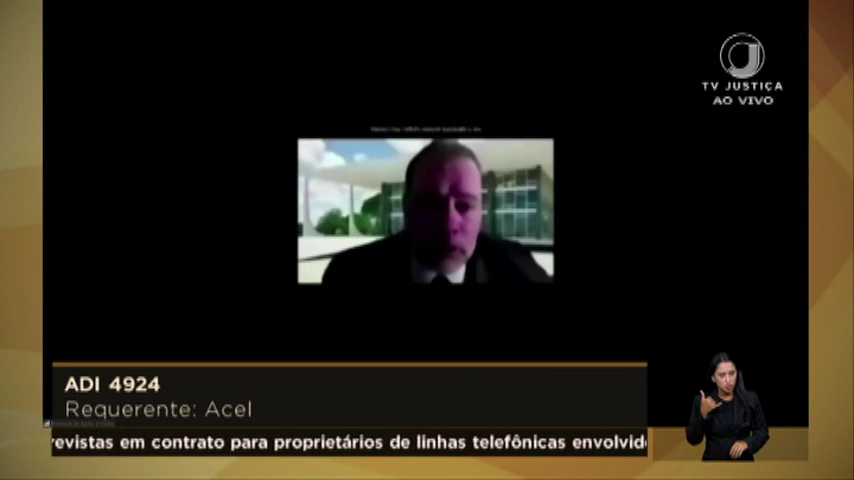 TV JUSTIÇA
AO VIVO
ADI 4924
Requerente: Acel
revistas em contrato para proprietários de linhas telefônicas envolvid